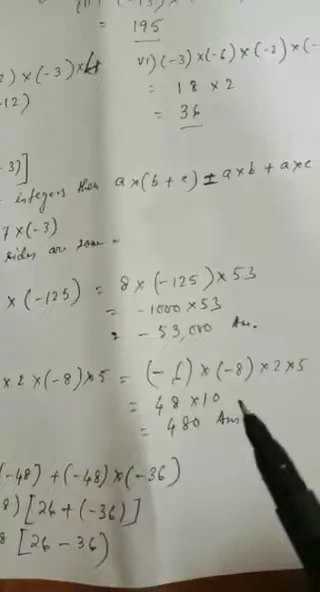 = 195
) × (-3) ×
vi) (-3) × (-6) × (-2) × (-
-12)
= 18 × 2
= 36
-3)]
integers then a × (b + c) = a × b + a × c
7 × (-3)
sides are same
× (-125) = 8 × (-125) × 53
= -1000 × 53
= -53,000 Ans.
× 2 × (-8) × 5 = (-6) × (-8) × 2 × 5
= 48 × 10
= 480 Ans
(-48) + (-48) × (-36)
8) [26 + (-36)]
8 [26 - 36)